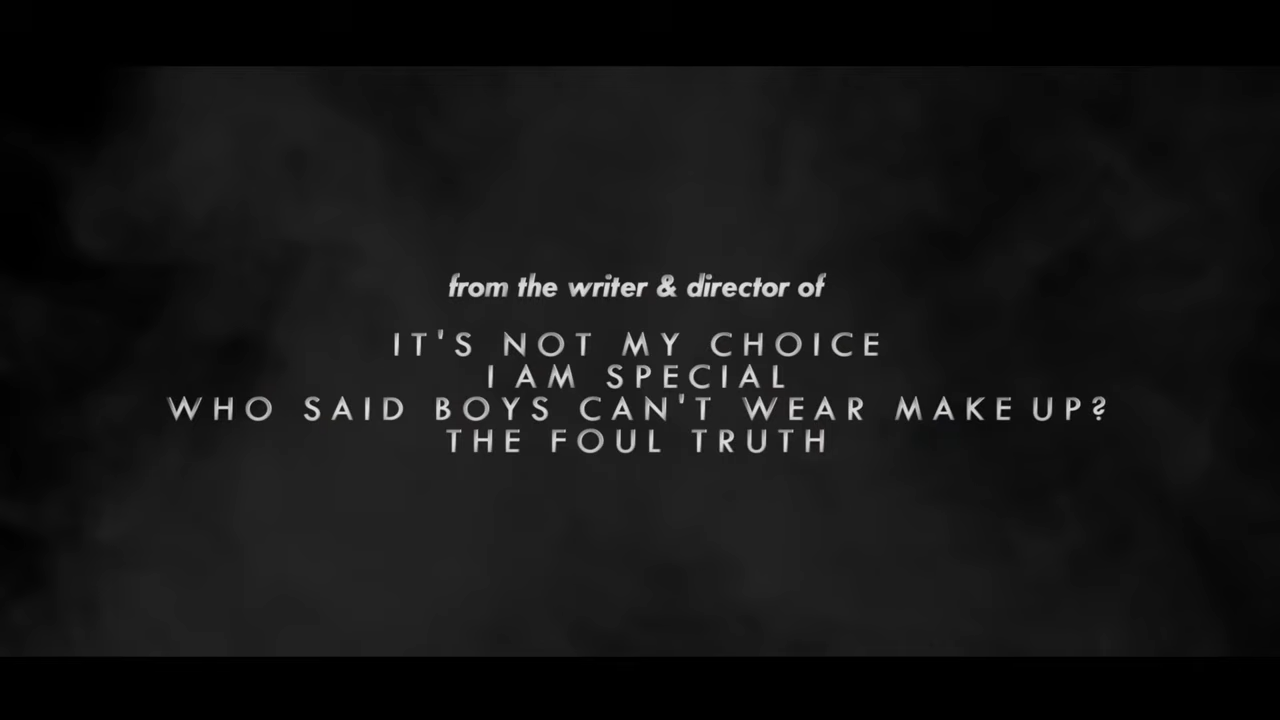 from the writer & director of
IT'S NOT MY CHOICE
I AM SPECIAL
WHO SAID BOYS CAN'T WEAR MAKE UP?
THE FOUL TRUTH